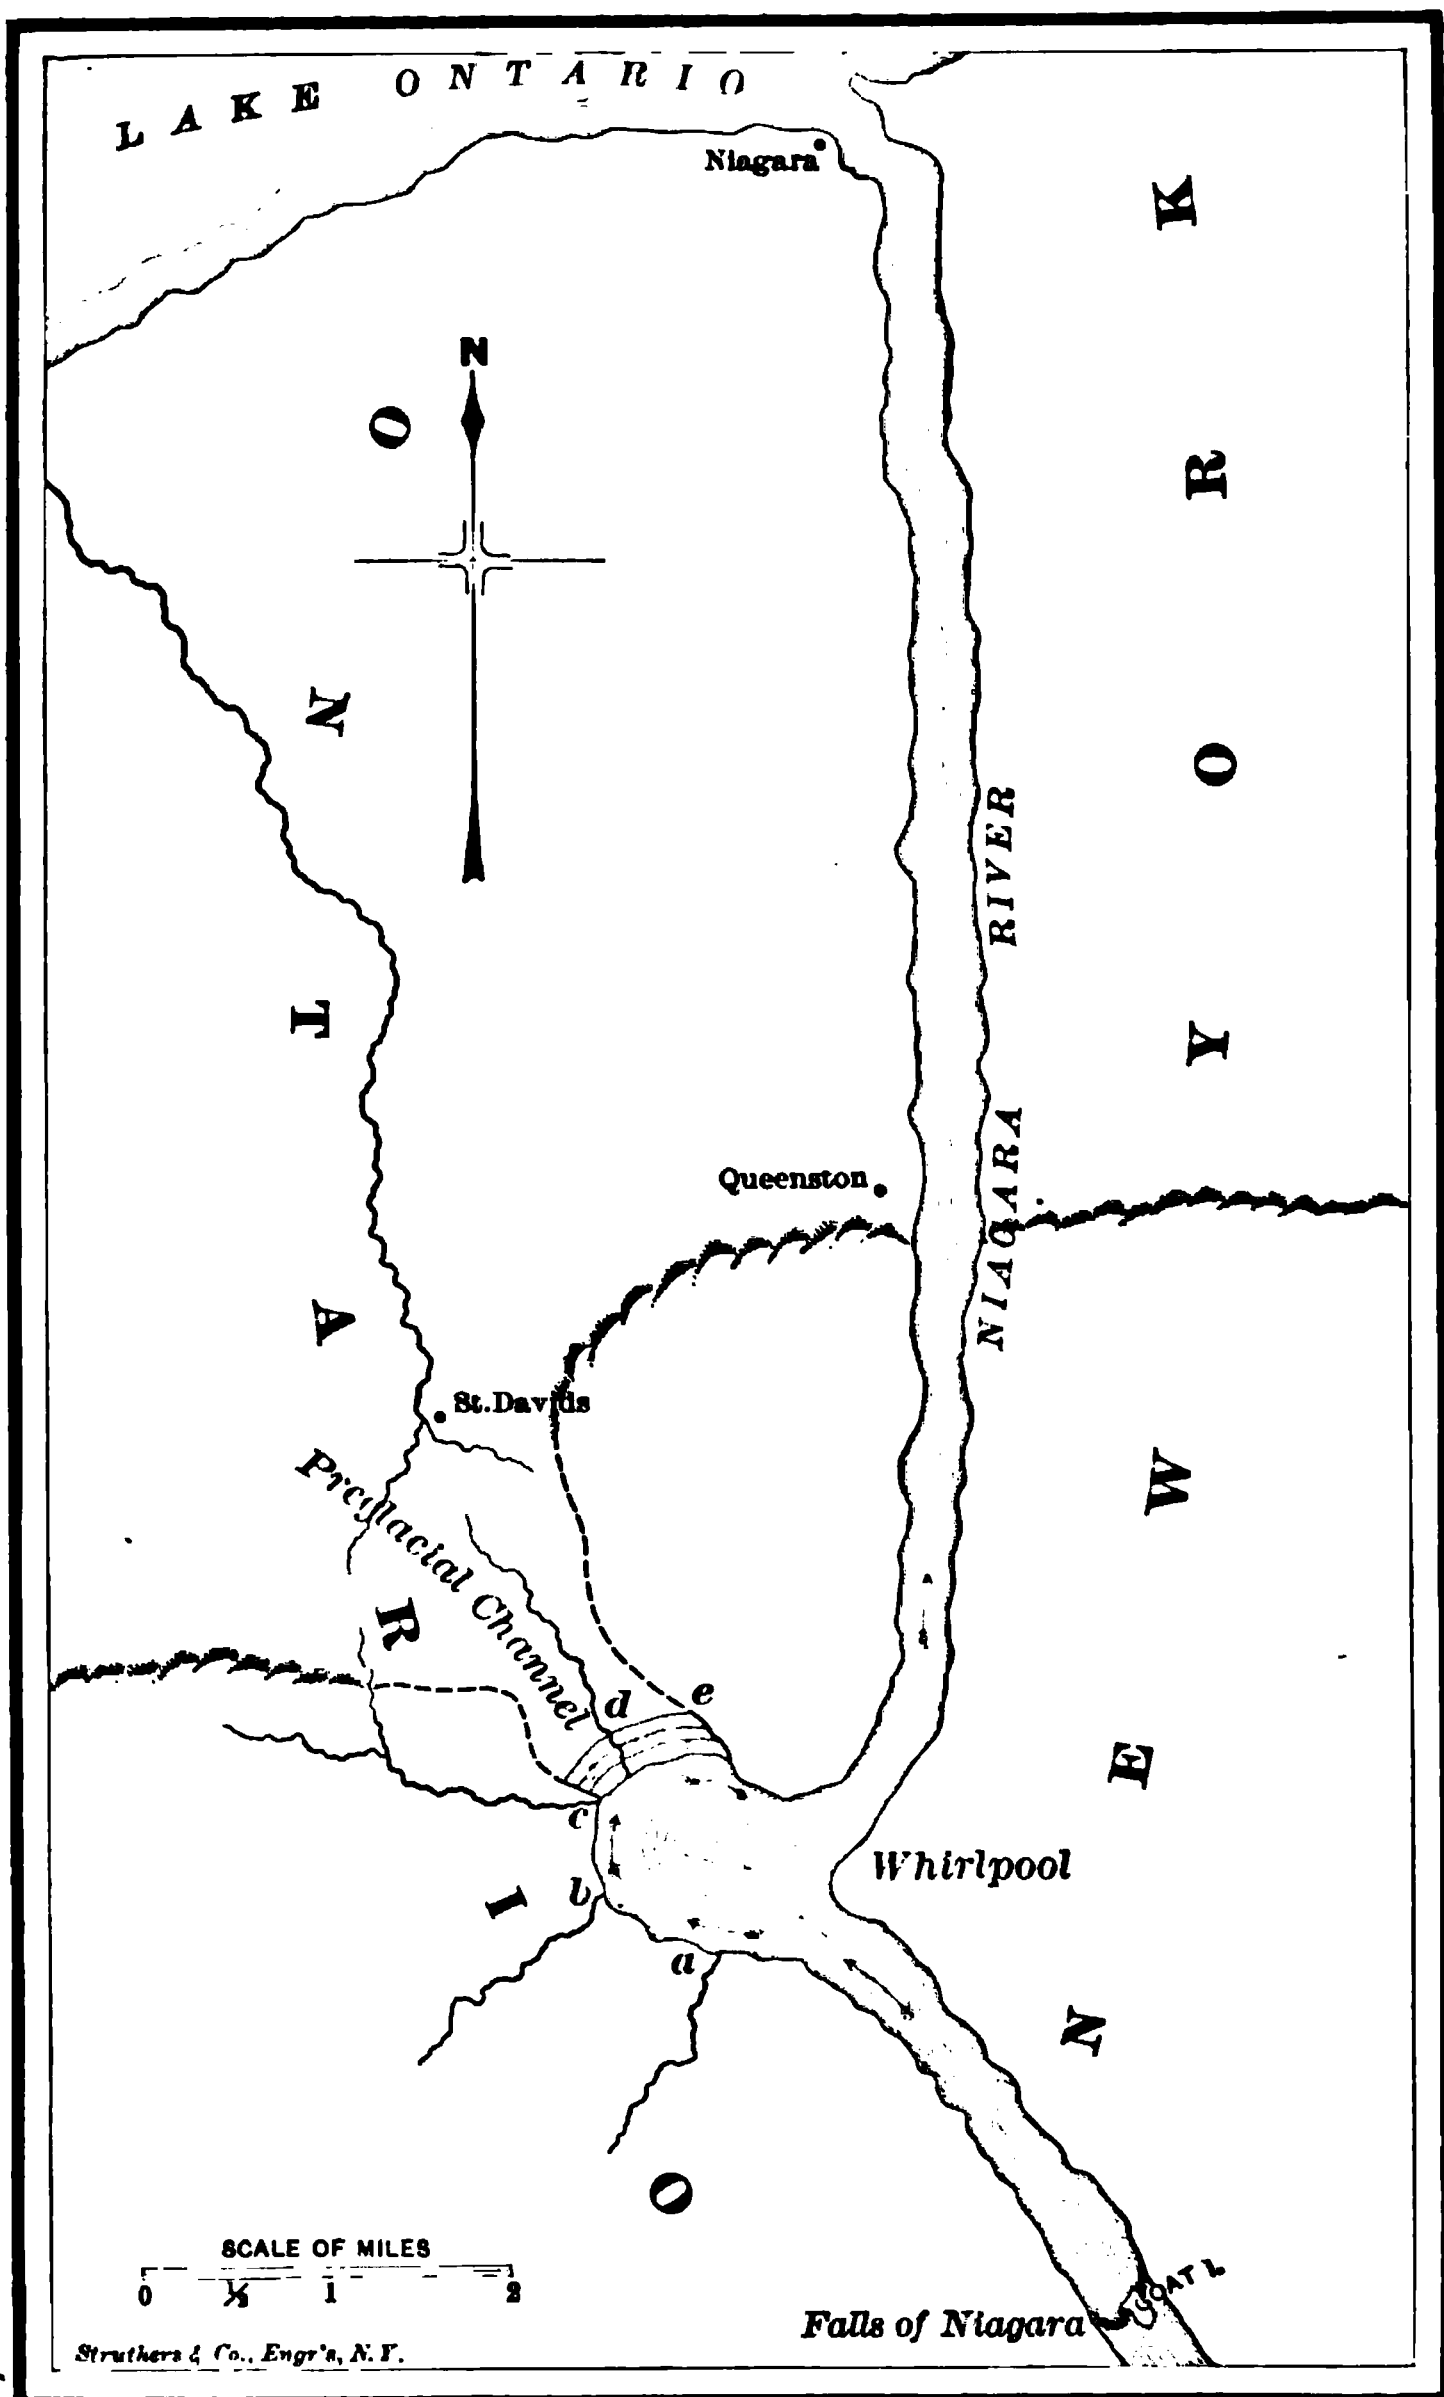 LAKE ONTARIO
Niagara
N
ONTARIO
NEW YORK
NIAGARA RIVER
Queenston
St. Davids
Preglacial Channel
d
e
c
b
a
Whirlpool
SCALE OF MILES
0 ½ 1 2
GOAT I.
Falls of Niagara
Struthers & Co., Engr's, N.Y.